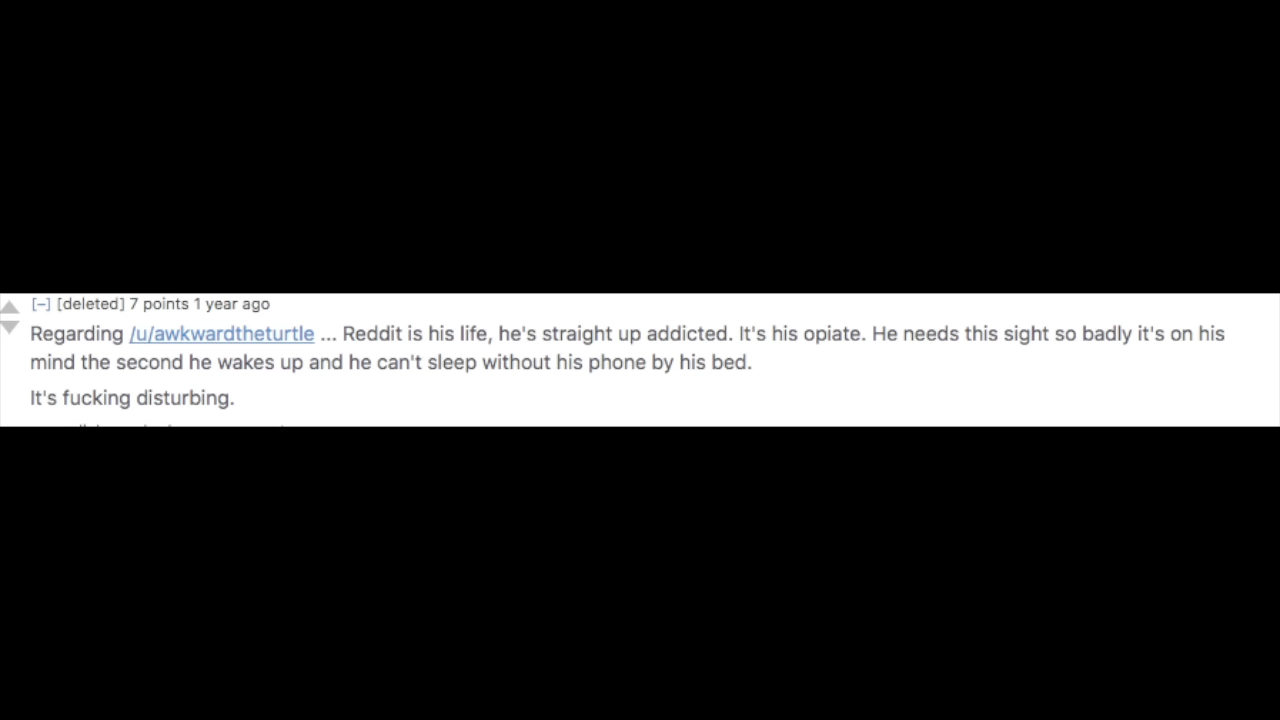 [–] [deleted] 7 points 1 year ago
Regarding /u/awkwardtheturtle ... Reddit is his life, he's straight up addicted. It's his opiate. He needs this sight so badly it's on his
mind the second he wakes up and he can't sleep without his phone by his bed.
It's fucking disturbing.